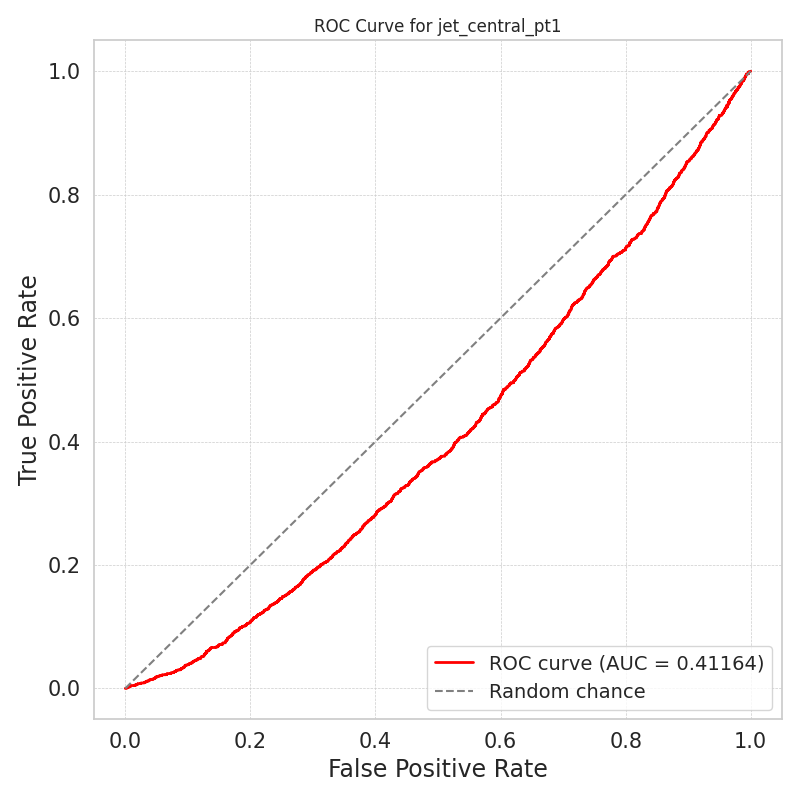 ROC Curve for jet_central_pt1
True Positive Rate
1.0
0.8
0.6
0.4
0.2
0.0
ROC curve (AUC = 0.41164)
Random chance
0.0 0.2 0.4 0.6 0.8 1.0
False Positive Rate